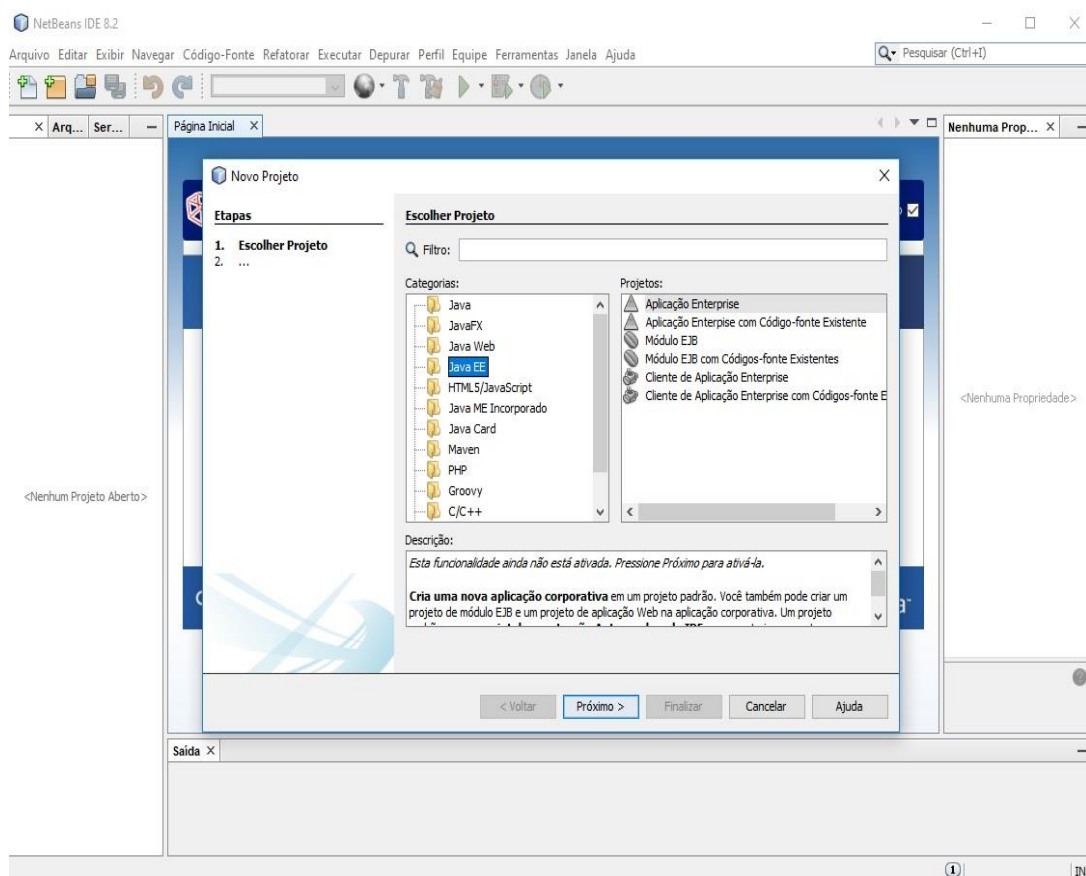 NetBeans IDE 8.2
Arquivo Editar Exibir Navegar Código-Fonte Refatorar Executar Depurar Perfil Equipe Ferramentas Janela Ajuda
Pesquisar (Ctrl+I)
Arq... Ser...
Página Inicial
Nenhuma Prop...
Novo Projeto
Etapas
1. Escolher Projeto
2. ...
Escolher Projeto
Filtro:
Categorias:
Java
JavaFX
Java Web
Java EE
HTML5/JavaScript
Java ME Incorporado
Java Card
Maven
PHP
Groovy
C/C++
Projetos:
Aplicação Enterprise
Aplicação Enterpise com Código-fonte Existente
Módulo EJB
Módulo EJB com Códigos-fonte Existentes
Cliente de Aplicação Enterprise
Cliente de Aplicação Enterprise com Códigos-fonte E
Descrição:
Esta funcionalidade ainda não está ativada. Pressione Próximo para ativá-la.
Cria uma nova aplicação corporativa em um projeto padrão. Você também pode criar um
projeto de módulo EJB e um projeto de aplicação Web na aplicação corporativa. Um projeto
< Voltar
Próximo >
Finalizar
Cancelar
Ajuda
<Nenhum Projeto Aberto>
<Nenhuma Propriedade>
Saída
1
IN